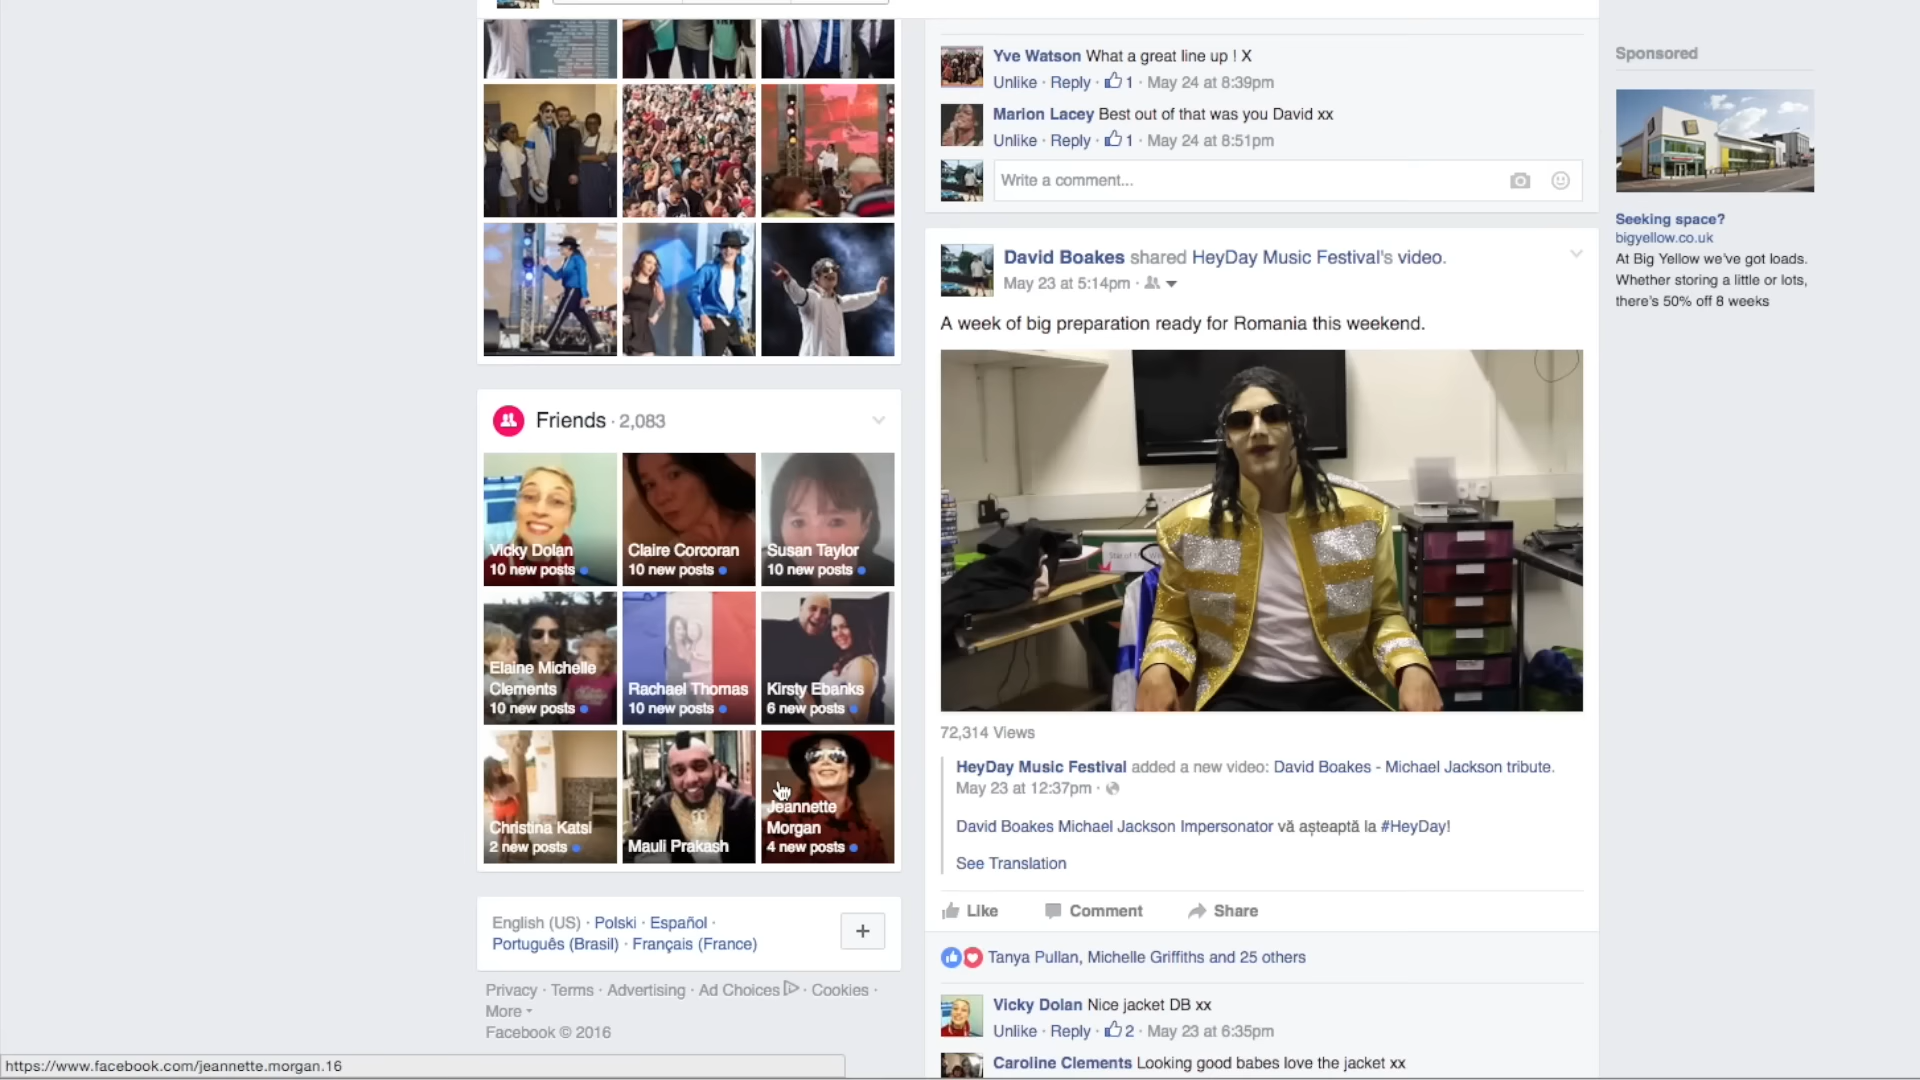 Friends · 2,083
Vicky Dolan
10 new posts
Claire Corcoran
10 new posts
Susan Taylor
10 new posts
Elaine Michelle
Clements
10 new posts
Rachael Thomas
10 new posts
Kirsty Ebanks
6 new posts
Christina Katsi
2 new posts
Mauli Prakash
Jeannette
Morgan
4 new posts
English (US) · Polski · Español ·
Português (Brasil) · Français (France)
+
Privacy · Terms · Advertising · Ad Choices · Cookies ·
More
Facebook © 2016
https://www.facebook.com/jeannette.morgan.16
Yve Watson What a great line up ! X
Unlike · Reply · 1 · May 24 at 8:39pm
Marion Lacey Best out of that was you David xx
Unlike · Reply · 1 · May 24 at 8:51pm
Write a comment...
David Boakes shared HeyDay Music Festival's video.
May 23 at 5:14pm ·
A week of big preparation ready for Romania this weekend.
72,314 Views
HeyDay Music Festival added a new video: David Boakes - Michael Jackson tribute.
May 23 at 12:37pm ·
David Boakes Michael Jackson Impersonator vă așteaptă la #HeyDay!
See Translation
Like Comment Share
Tanya Pullan, Michelle Griffiths and 25 others
Vicky Dolan Nice jacket DB xx
Unlike · Reply · 2 · May 23 at 6:35pm
Caroline Clements Looking good babes love the jacket xx
Sponsored
Seeking space?
bigyellow.co.uk
At Big Yellow we've got loads.
Whether storing a little or lots,
there's 50% off 8 weeks